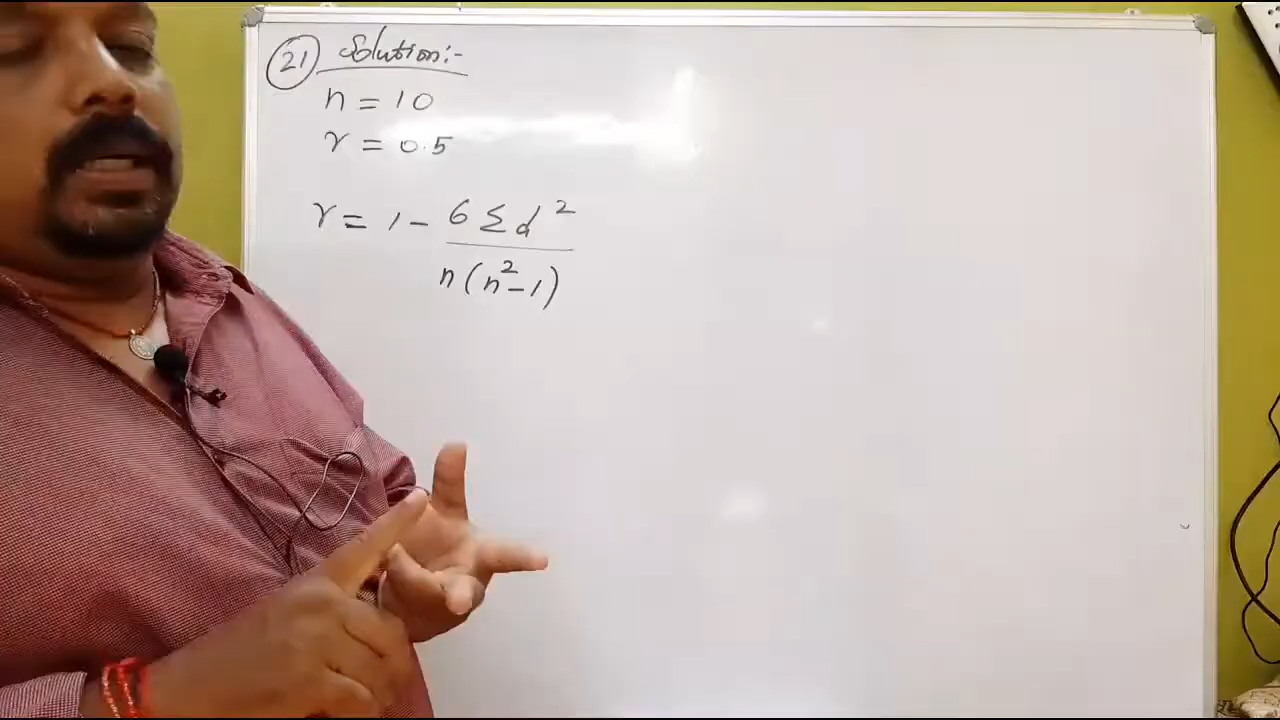 21 Solution:-
n = 10
r = 0.5
r = 1 - 6 Σ d²
n(n²-1)